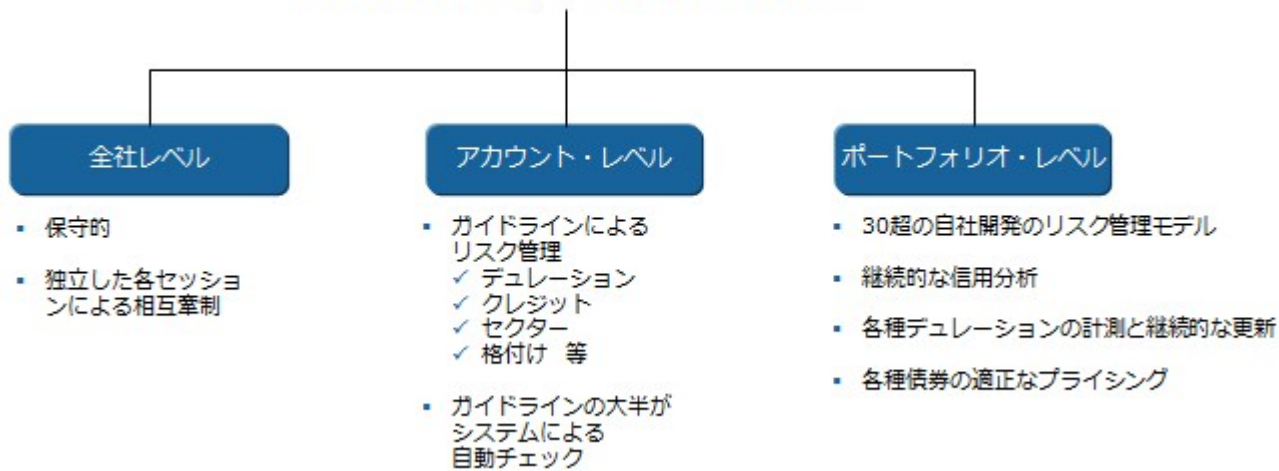 全社レベル
保守的
独立した各セッショ
ンによる相互牽制
アカウント・レベル
ガイドラインによる
リスク管理
デュレーション
クレジット
セクター
格付け 等
ガイドラインの大半が
システムによる
自動チェック
ポートフォリオ・レベル
30超の自社開発のリスク管理モデル
継続的な信用分析
各種デュレーションの計測と継続的な更新
各種債券の適正なプライシング